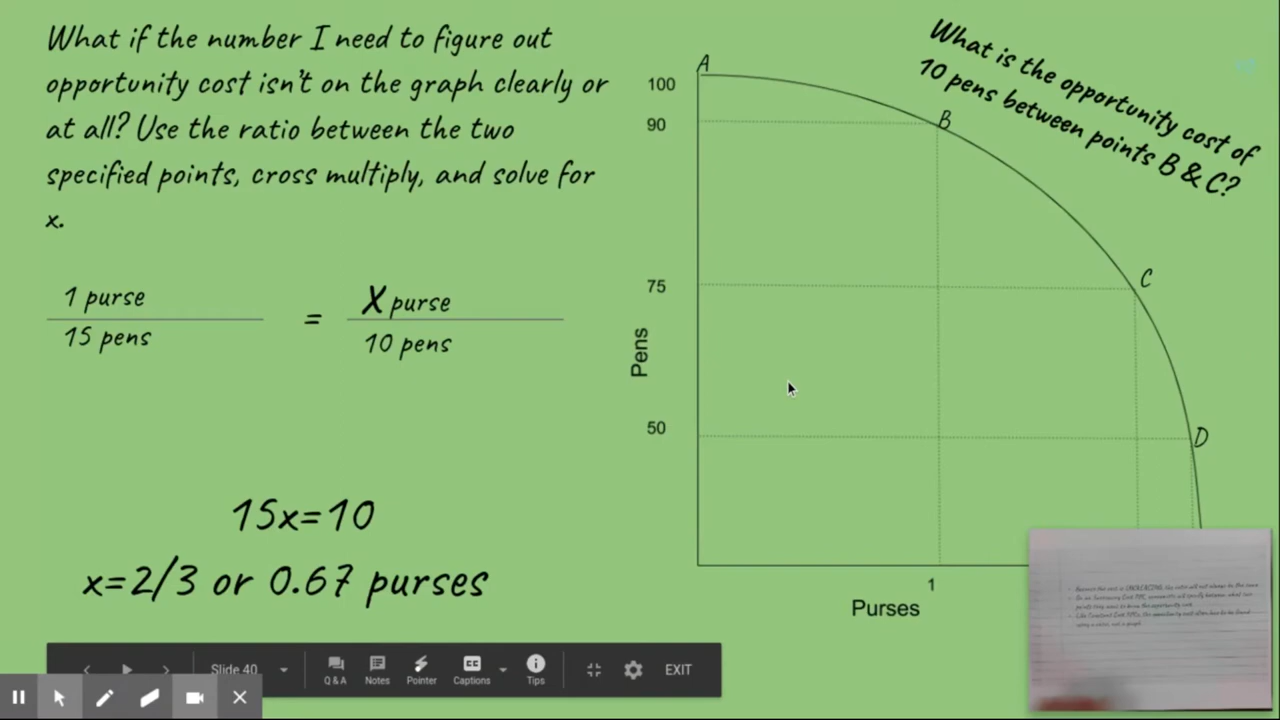 What if the number I need to figure out
opportunity cost isn't on the graph clearly or
at all? Use the ratio between the two
specified points, cross multiply, and solve for
x.
1 purse
15 pens
=
X purse
10 pens
15x=10
x=2/3 or 0.67 purses
What is the opportunity cost of
10 pens between points B & C?
A
100
90
B
75
C
50
D
Pens
1
Purses
Slide 40
Q & A
Notes
Pointer
Captions
Tips
EXIT